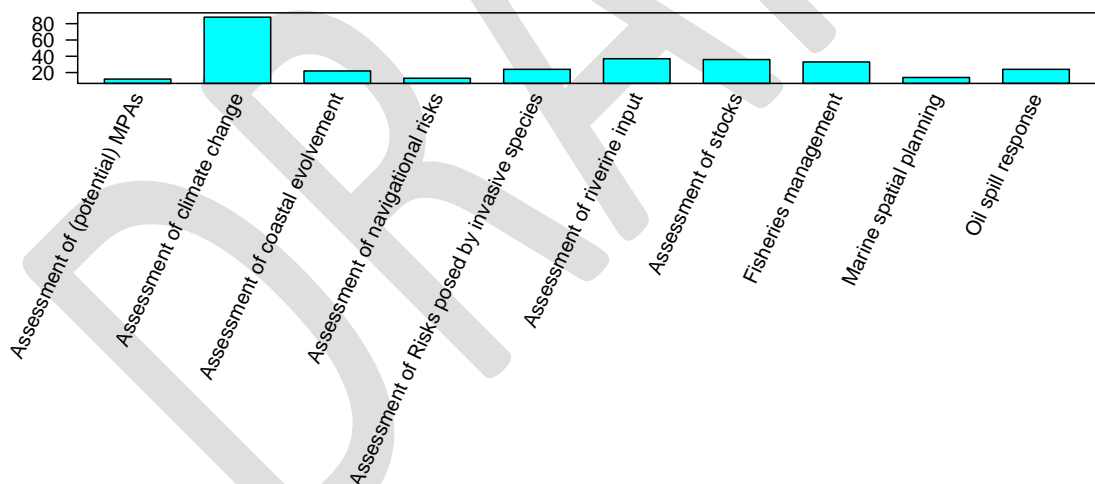 80
60
40
20
Assessment of (potential) MPAs
Assessment of climate change
Assessment of coastal evolvement
Assessment of navigational risks
Assessment of Risks posed by invasive species
Assessment of riverine input
Assessment of stocks
Fisheries management
Marine spatial planning
Oil spill response